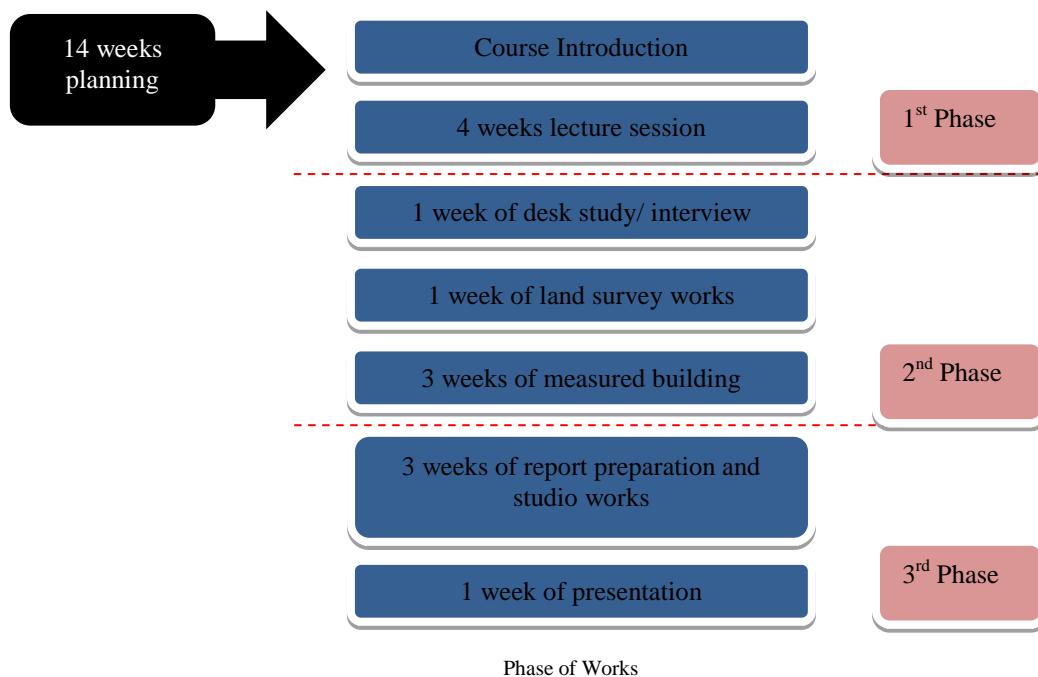 14 weeks
planning
Course Introduction
4 weeks lecture session
1st Phase
1 week of desk study/ interview
1 week of land survey works
3 weeks of measured building
2nd Phase
3 weeks of report preparation and
studio works
1 week of presentation
3rd Phase
Phase of Works